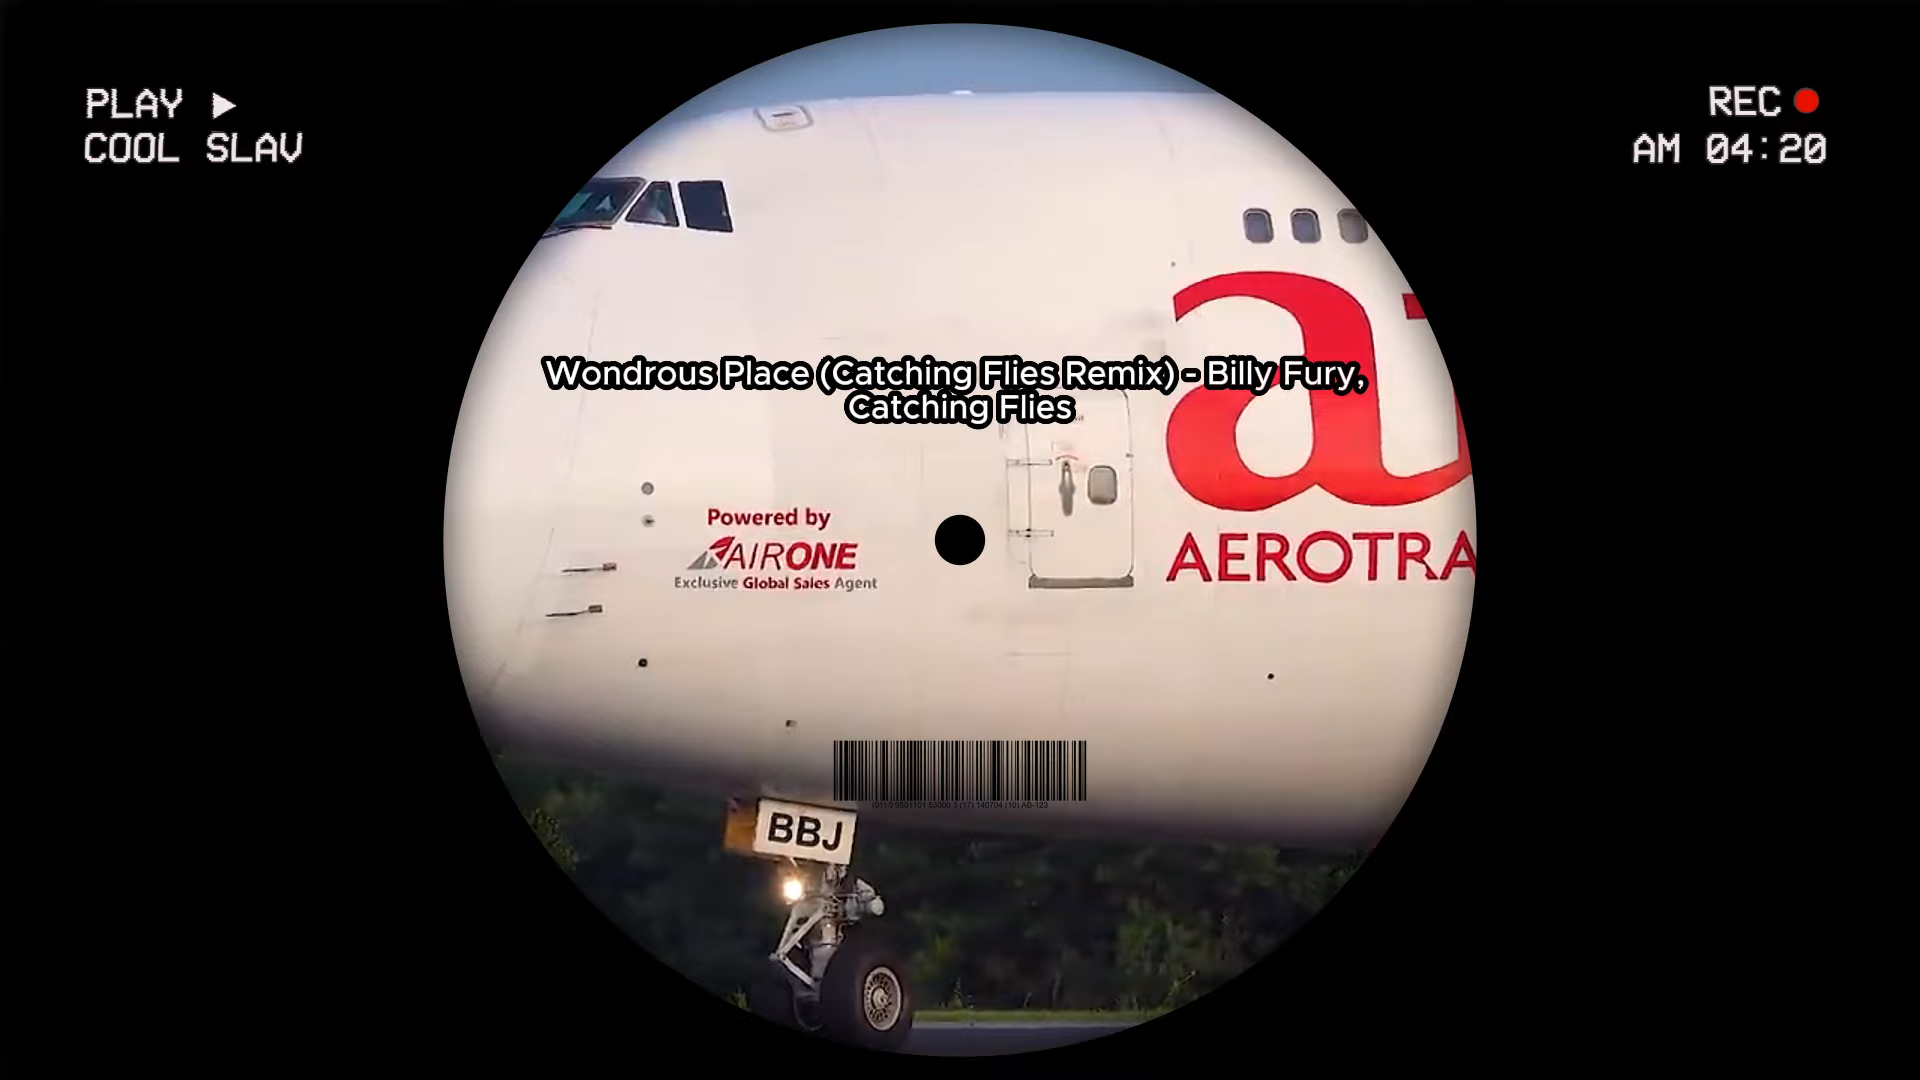 PLAY ▶
COOL SLAV
REC
AM 04:20
Wondrous Place (Catching Flies Remix) - Billy Fury,
Catching Flies
a
Powered by
AIRONE
Exclusive Global Sales Agent
AEROTRA
BBJ